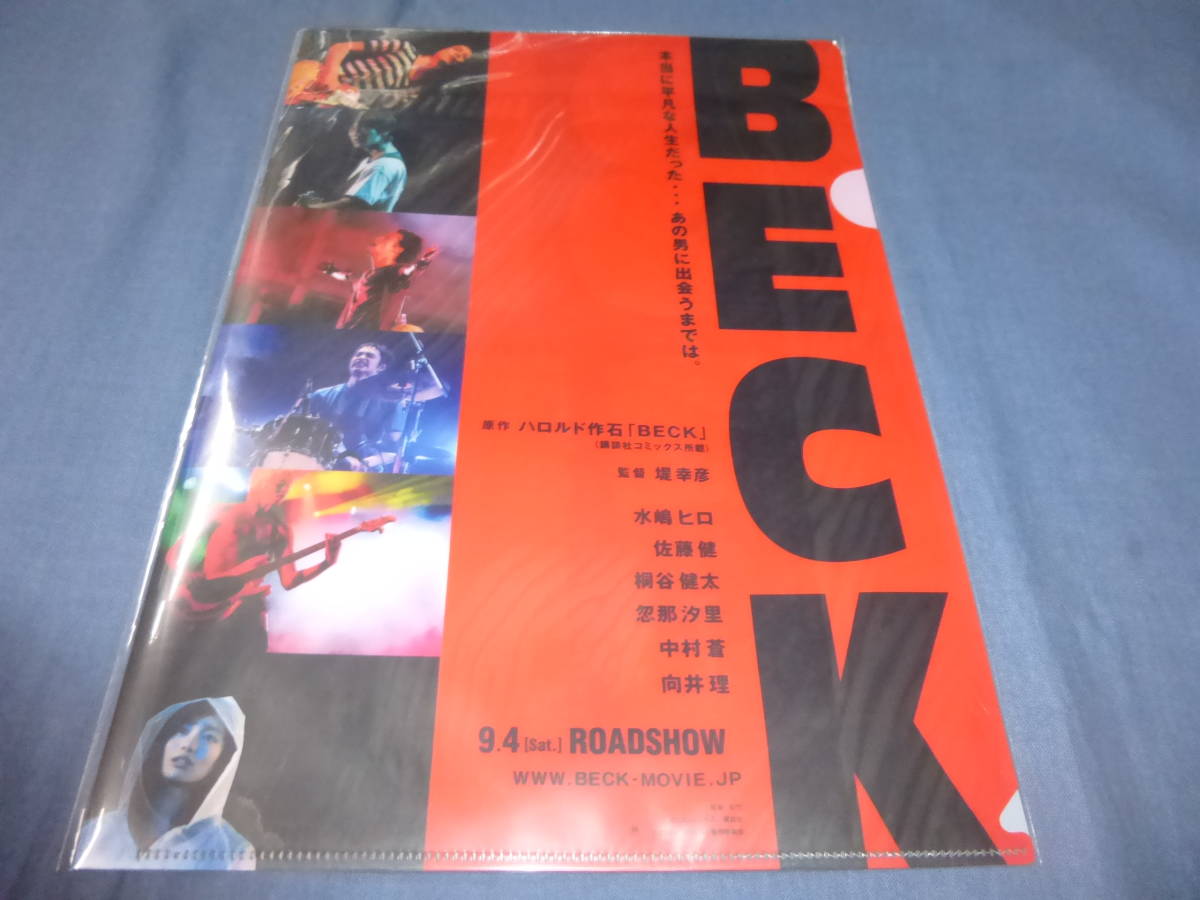 BECK
本当に平凡な人生だった・・・あの男に出会うまでは。
原作 ハロルド作石「BECK」
（講談社コミックス所載）
監督 堤幸彦
水嶋ヒロ
佐藤健
桐谷健太
忽那汐里
中村蒼
向井理
9.4 [Sat.] ROADSHOW
WWW.BECK-MOVIE.JP